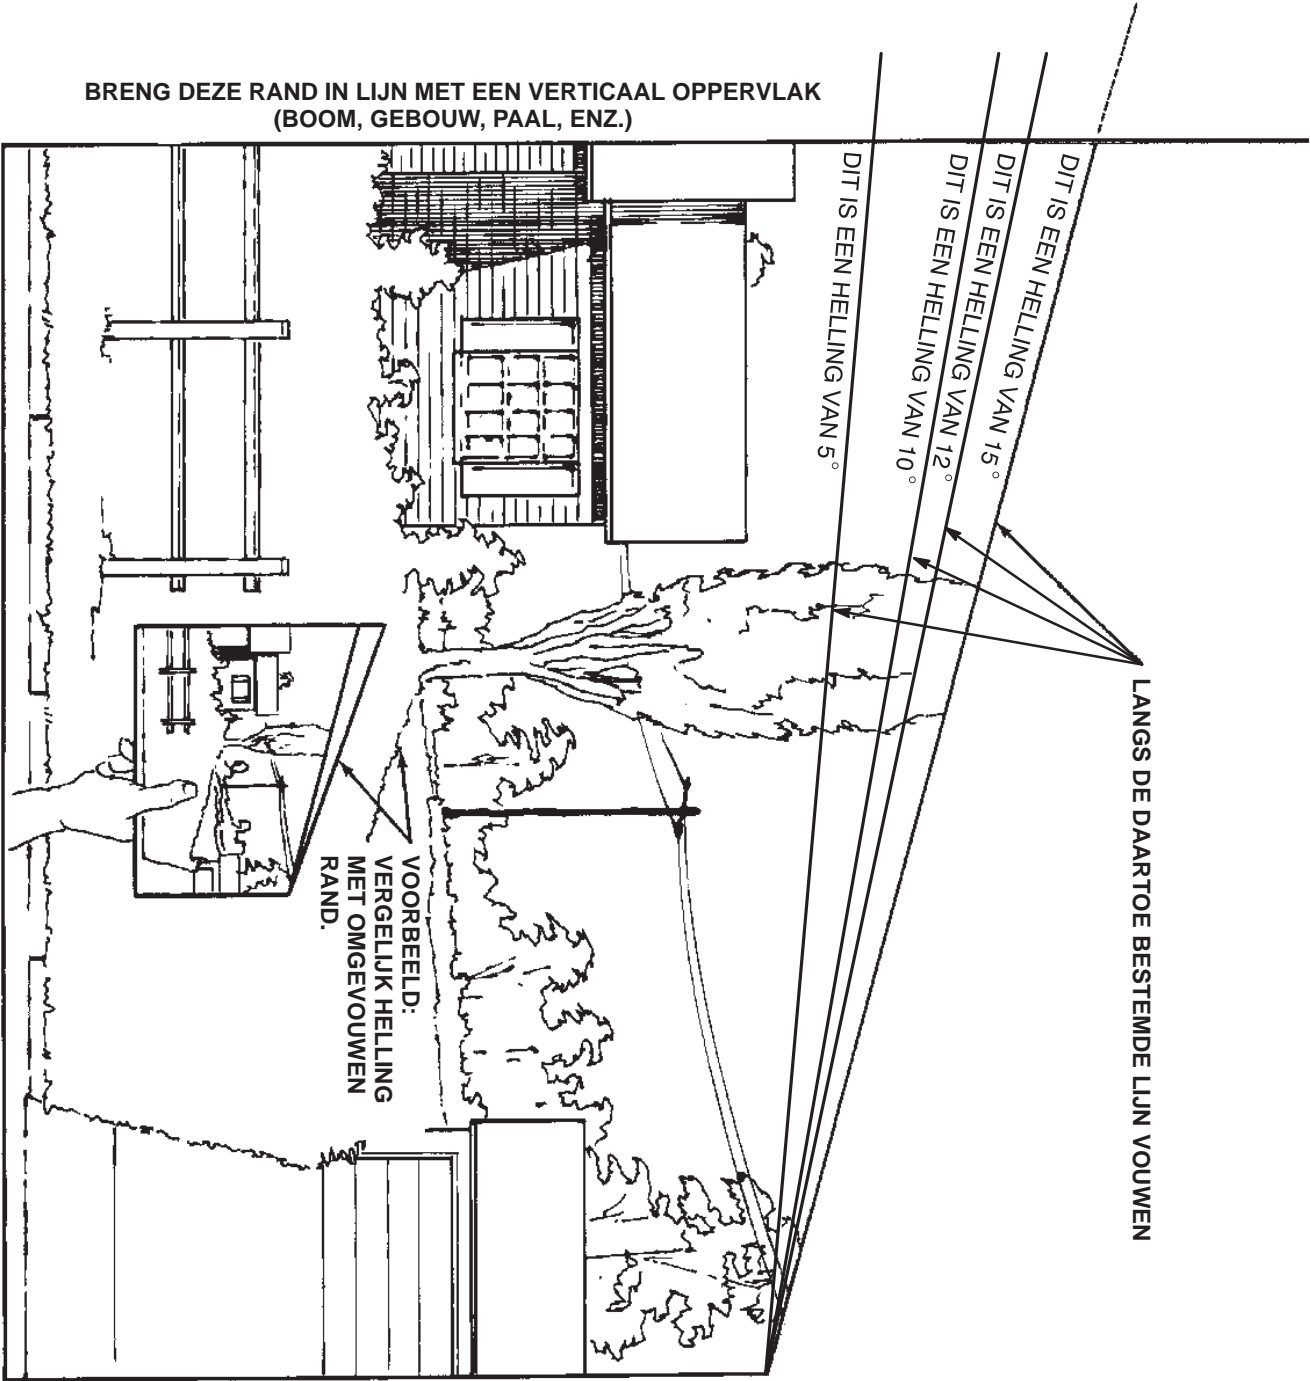 BRENG DEZE RAND IN LIJN MET EEN VERTICAAL OPPERVLAK
(BOOM, GEBOUW, PAAL, ENZ.)
DIT IS EEN HELLING VAN 15°
DIT IS EEN HELLING VAN 12°
DIT IS EEN HELLING VAN 10°
DIT IS EEN HELLING VAN 5°
LANGS DE DAARTOE BESTEMDE LIJN VOUWEN
VOORBEELD:
VERGELIJK HELLING
MET OMGEVOUWEN
RAND.